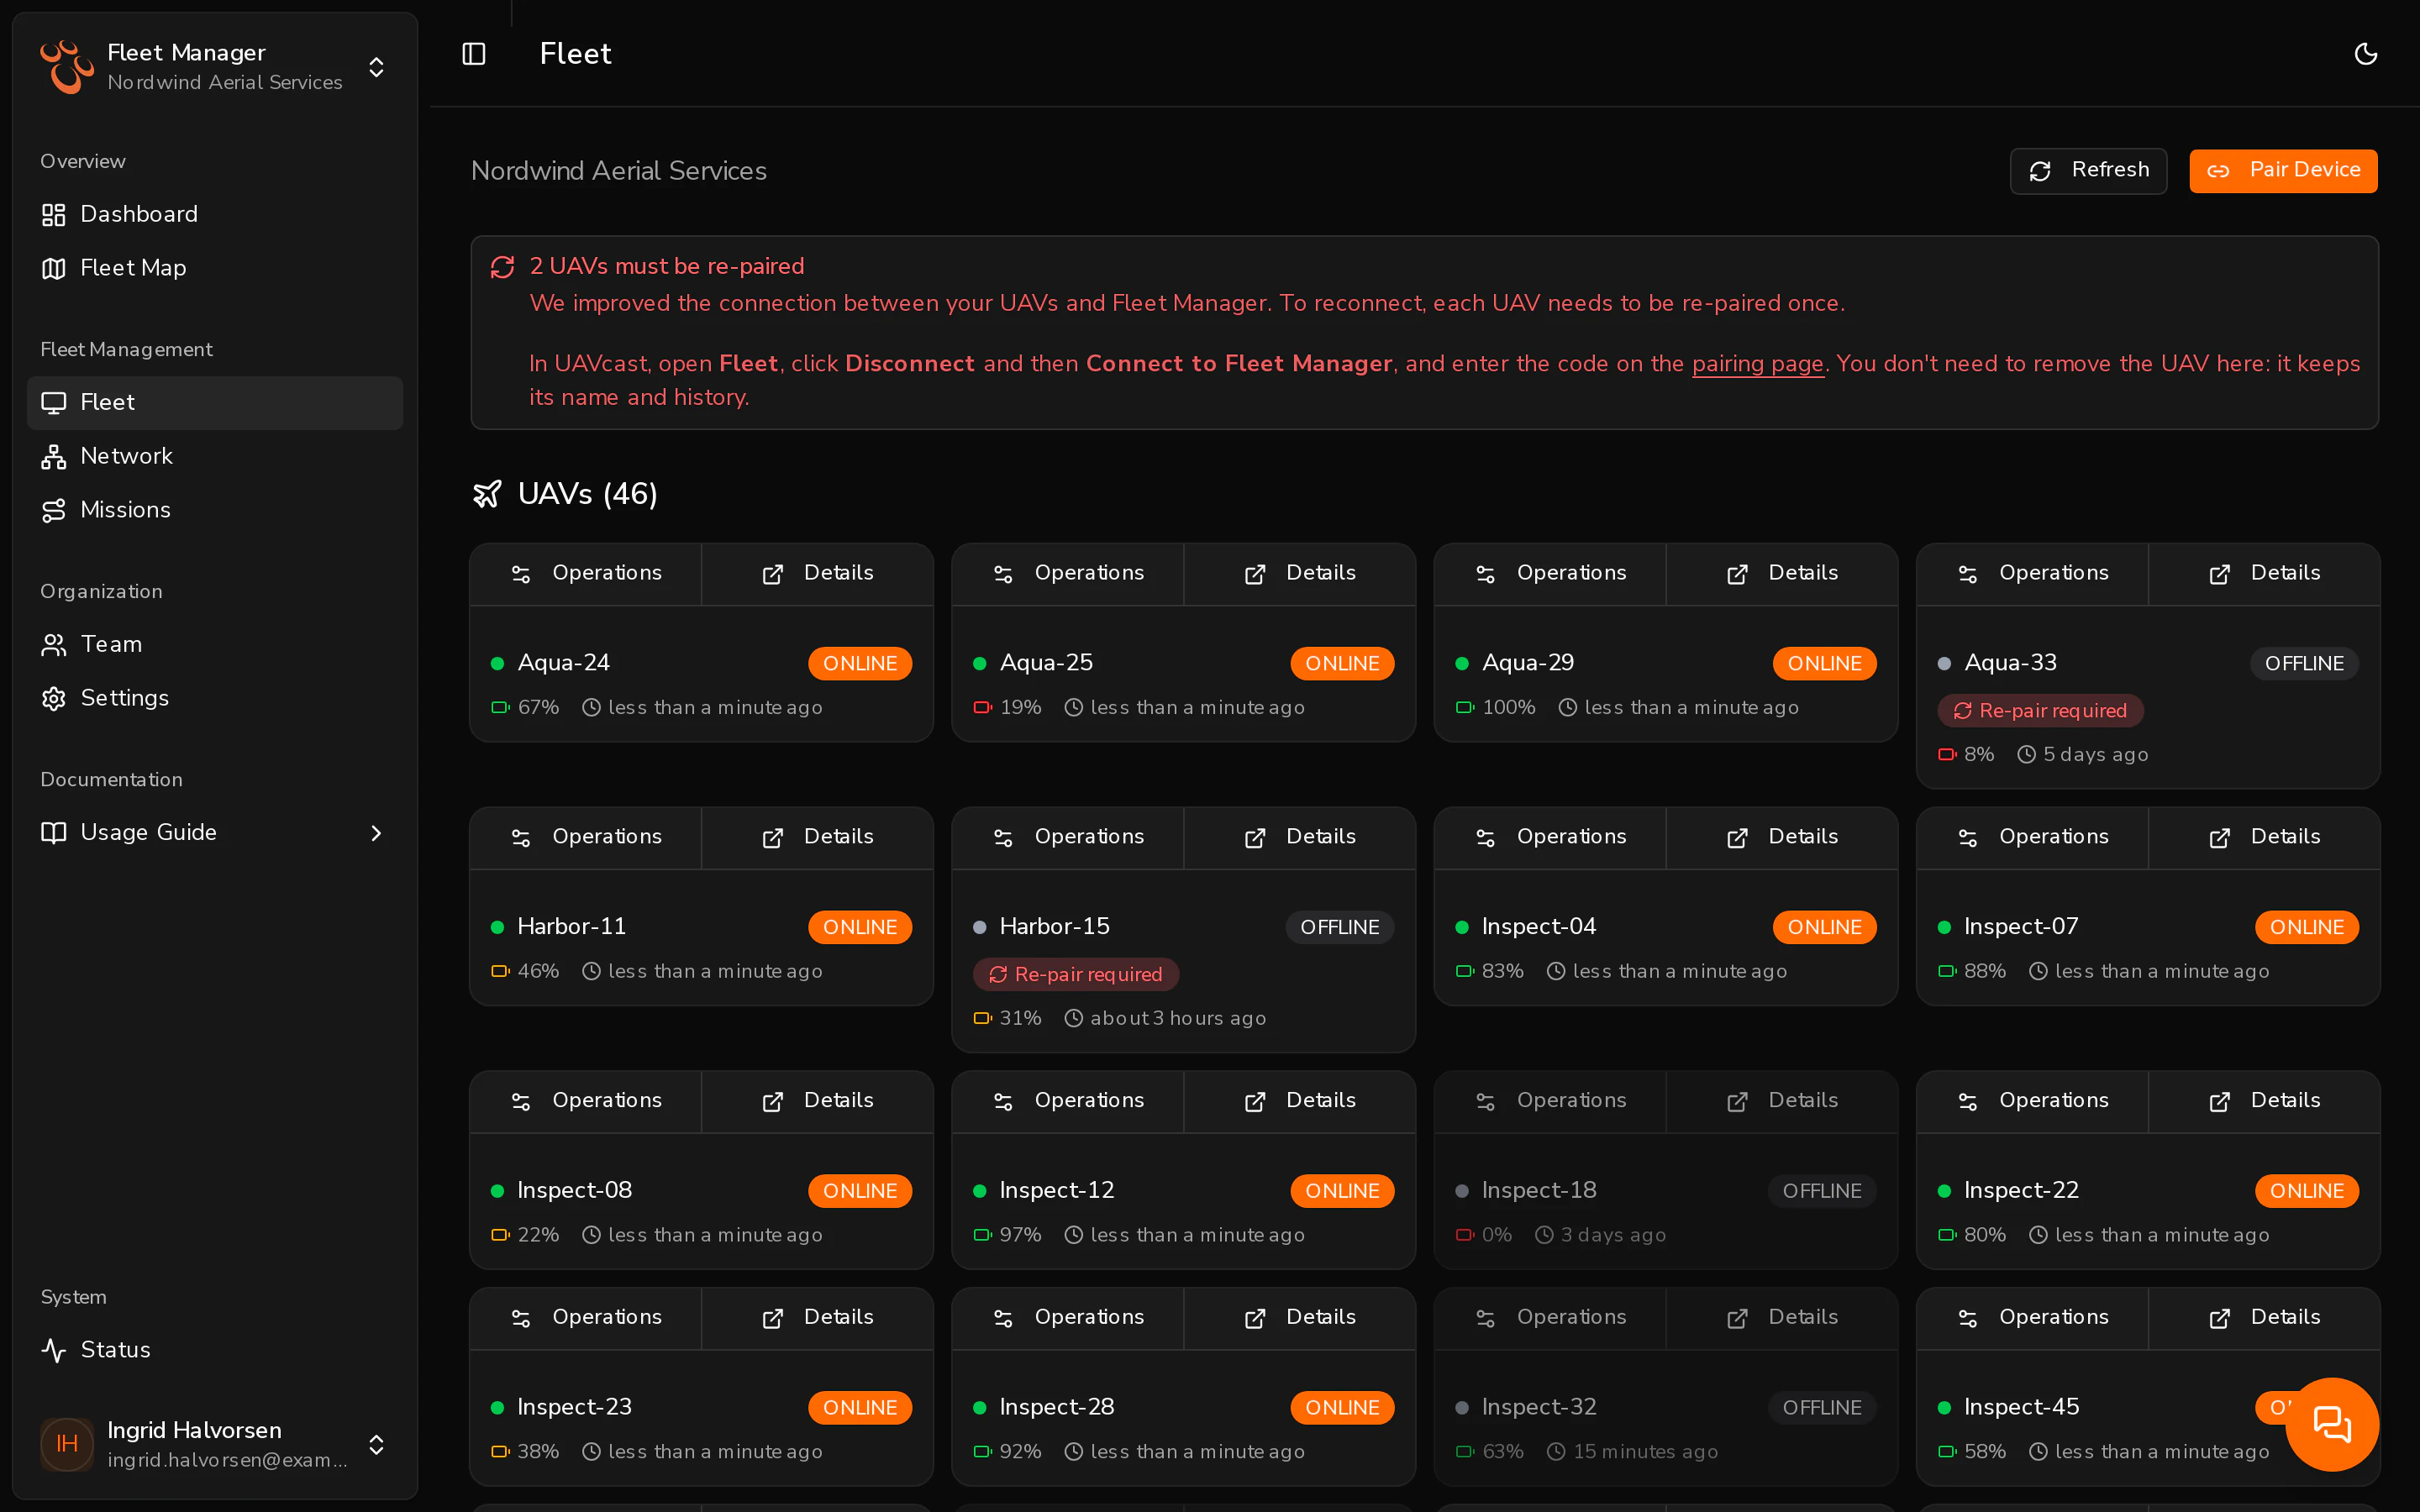 Fleet Manager
Nordwind Aerial Services
Overview
Dashboard
Fleet Map
Fleet Management
Fleet
Network
Missions
Organization
Team
Settings
Documentation
Usage Guide
System
Status
IH
Ingrid Halvorsen
ingrid.halvorsen@exam...
Fleet
Nordwind Aerial Services
Refresh
Pair Device
2 UAVs must be re-paired
We improved the connection between your UAVs and Fleet Manager. To reconnect, each UAV needs to be re-paired once.
In UAVcast, open Fleet, click Disconnect and then Connect to Fleet Manager, and enter the code on the pairing page. You don't need to remove the UAV here: it keeps
its name and history.
UAVs (46)
Operations Details
Aqua-24 ONLINE
67% less than a minute ago
Operations Details
Aqua-25 ONLINE
19% less than a minute ago
Operations Details
Aqua-29 ONLINE
100% less than a minute ago
Operations Details
Aqua-33 OFFLINE
Re-pair required
8% 5 days ago
Operations Details
Harbor-11 ONLINE
46% less than a minute ago
Operations Details
Harbor-15 OFFLINE
Re-pair required
31% about 3 hours ago
Operations Details
Inspect-04 ONLINE
83% less than a minute ago
Operations Details
Inspect-07 ONLINE
88% less than a minute ago
Operations Details
Inspect-08 ONLINE
22% less than a minute ago
Operations Details
Inspect-12 ONLINE
97% less than a minute ago
Operations Details
Inspect-18 OFFLINE
0% 3 days ago
Operations Details
Inspect-22 ONLINE
80% less than a minute ago
Operations Details
Inspect-23 ONLINE
38% less than a minute ago
Operations Details
Inspect-28 ONLINE
92% less than a minute ago
Operations Details
Inspect-32 OFFLINE
63% 15 minutes ago
Operations Details
Inspect-45
58% less than a minute ago